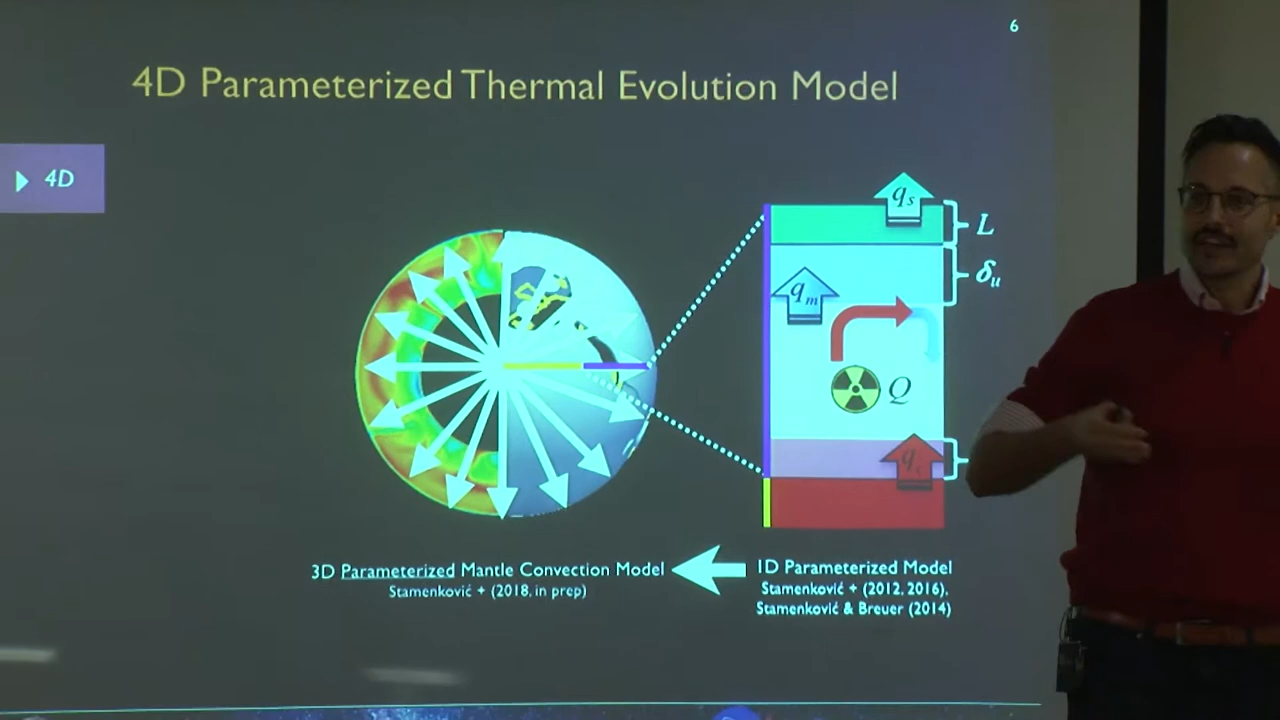 6
4D Parameterized Thermal Evolution Model
4D
qs
L
δu
qm
Q
qc
3D Parameterized Mantle Convection Model
Stamenković + (2018, in prep)
1D Parameterized Model
Stamenković + (2012, 2016),
Stamenković & Breuer (2014)